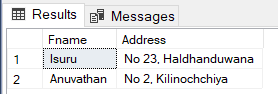 Results Messages
Fname Address
1 Isuru No 23, Haldhanduwana
2 Anuvathan No 2, Kilinochchiya